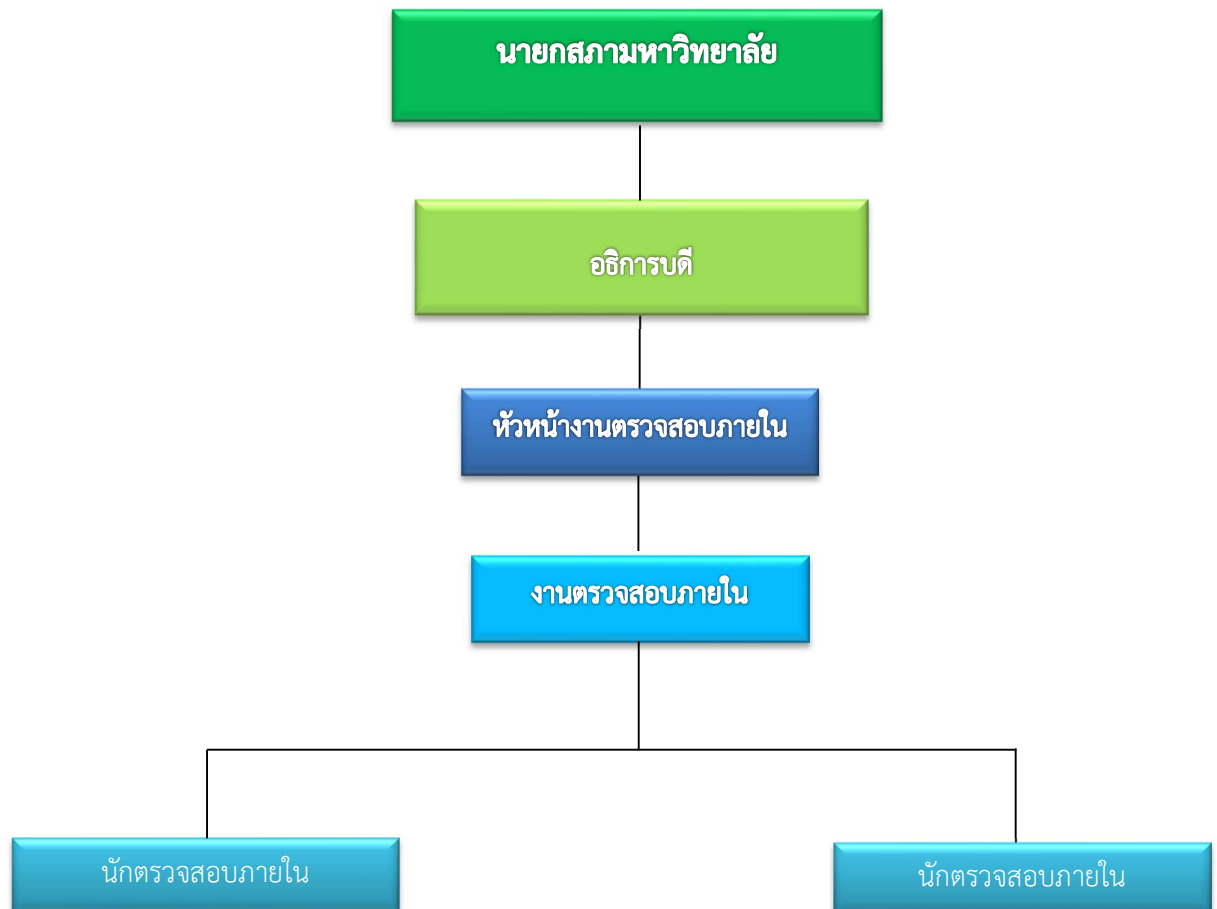 นายกสภามหาวิทยาลัย
อธิการบดี
หัวหน้างานตรวจสอบภายใน
งานตรวจสอบภายใน
นักตรวจสอบภายใน
นักตรวจสอบภายใน